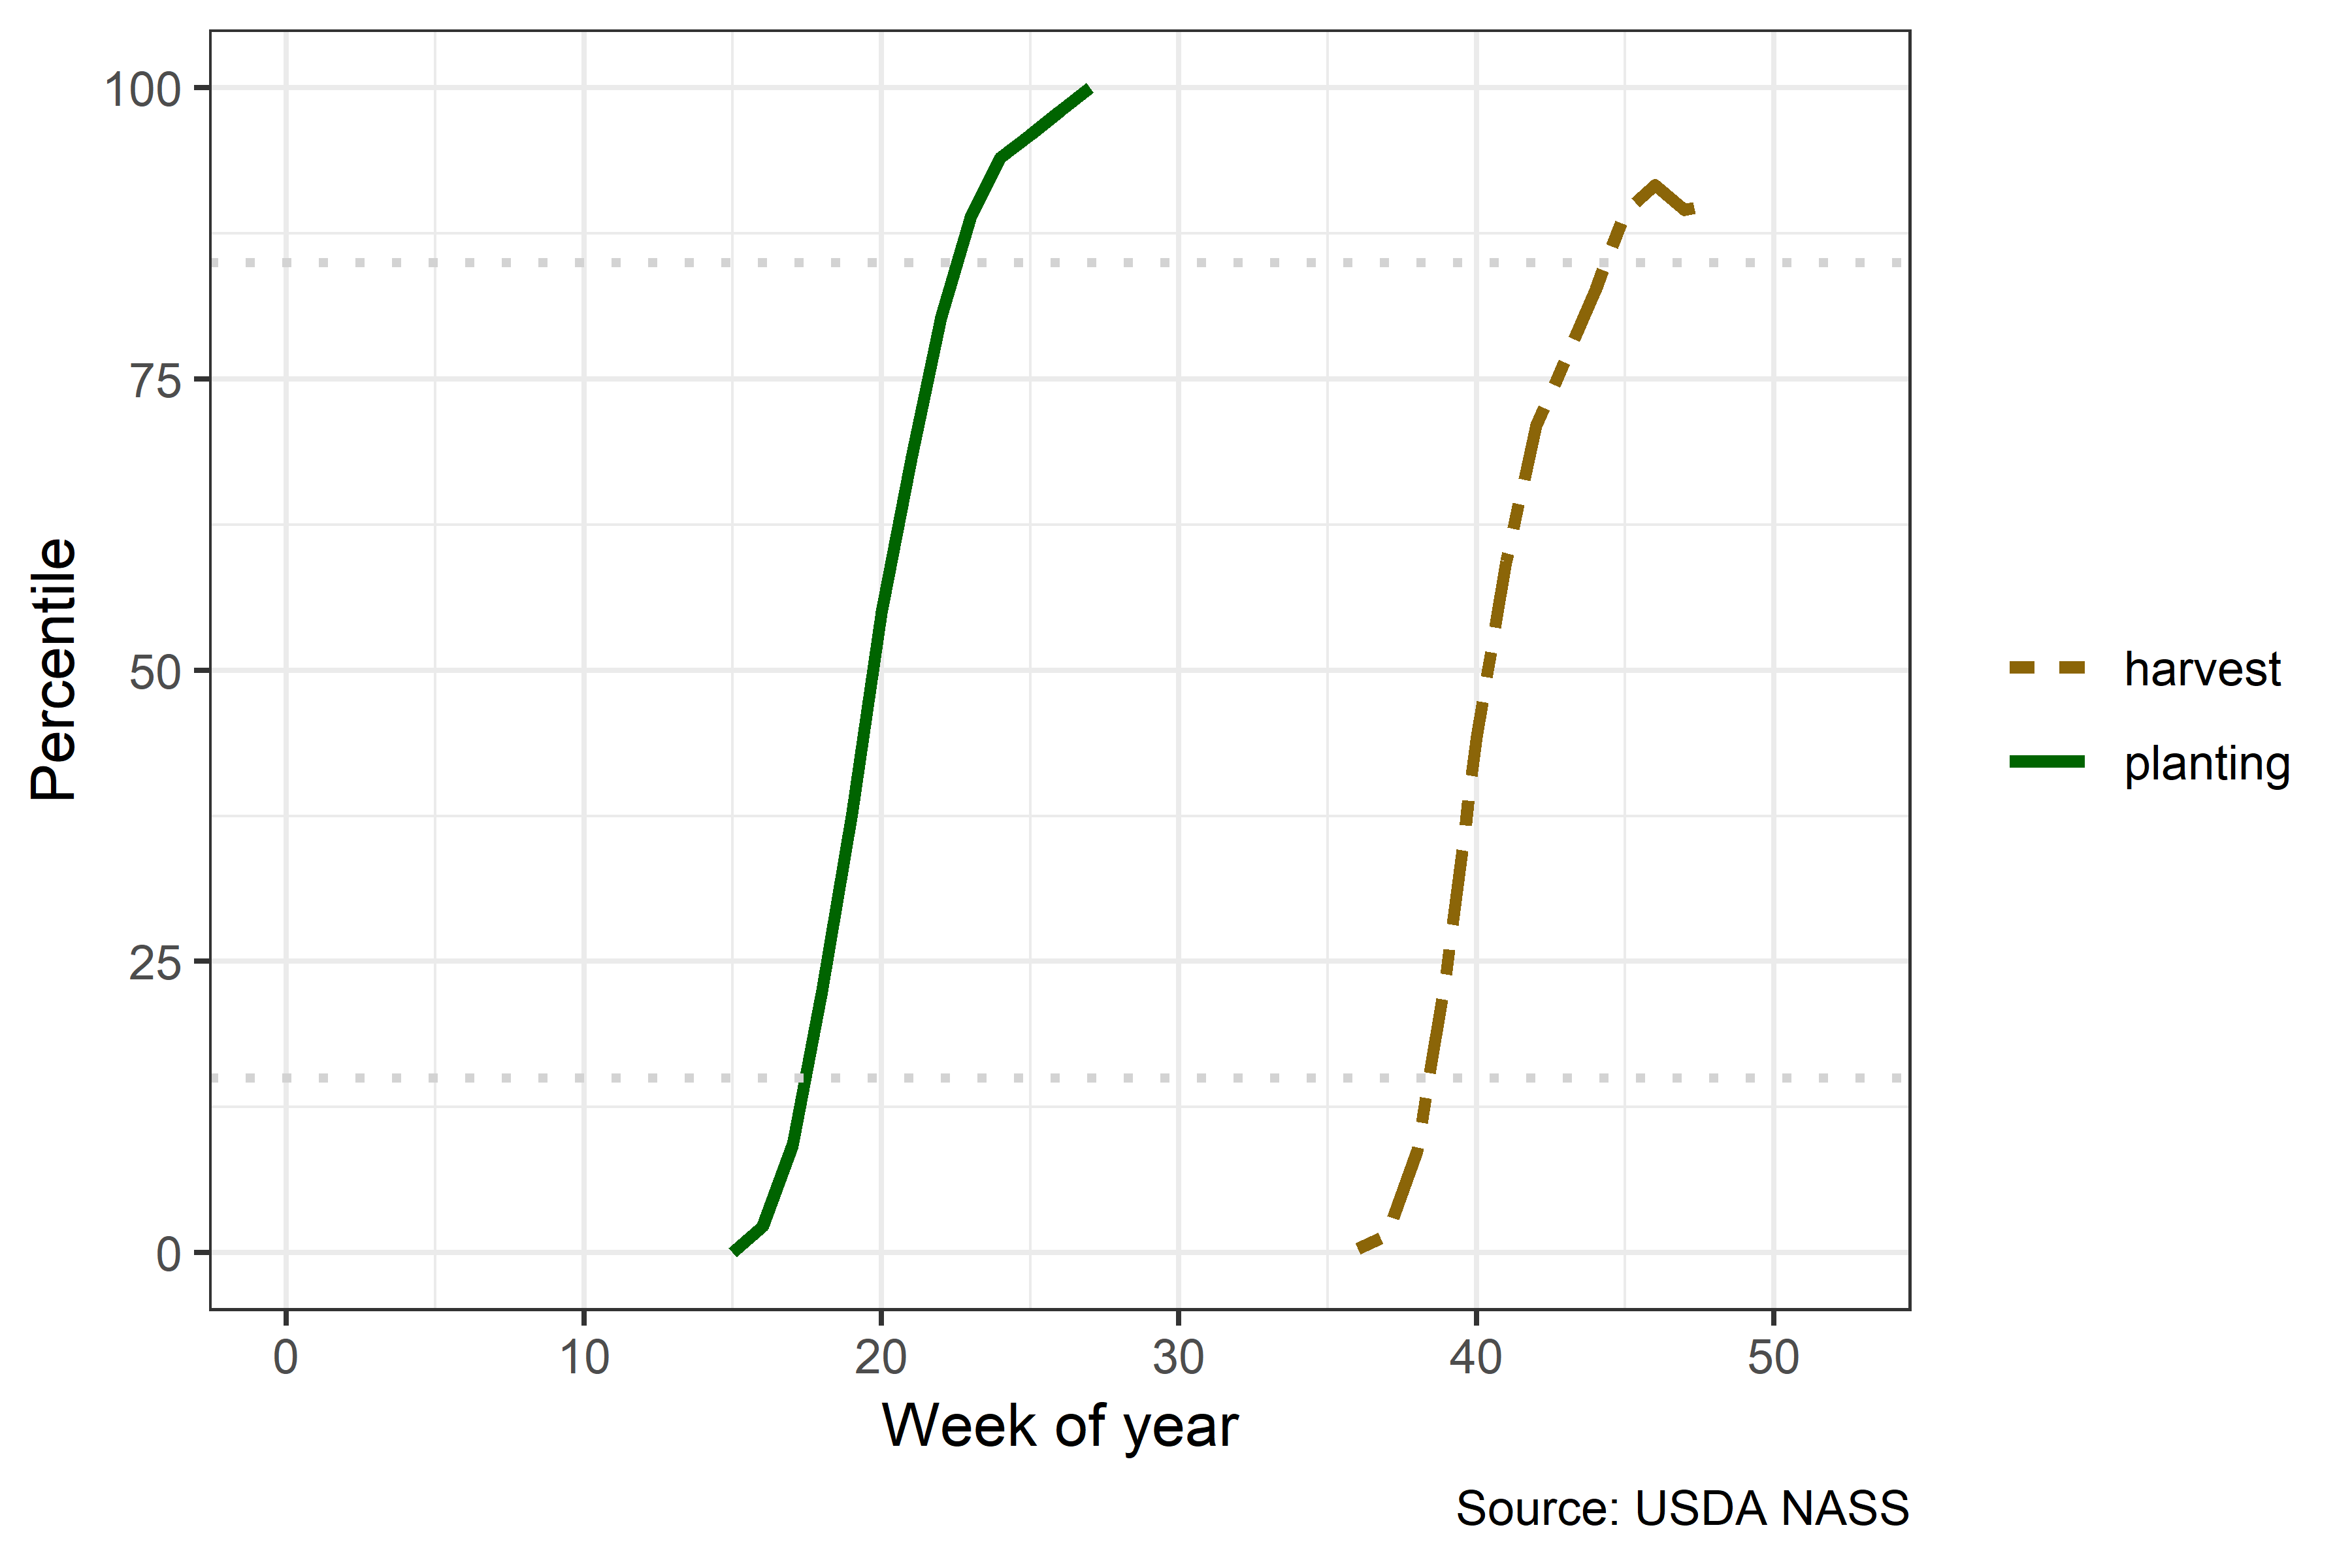 100
75
50
25
0
Percentile
0 10 20 30 40 50
Week of year
harvest
planting
Source: USDA NASS